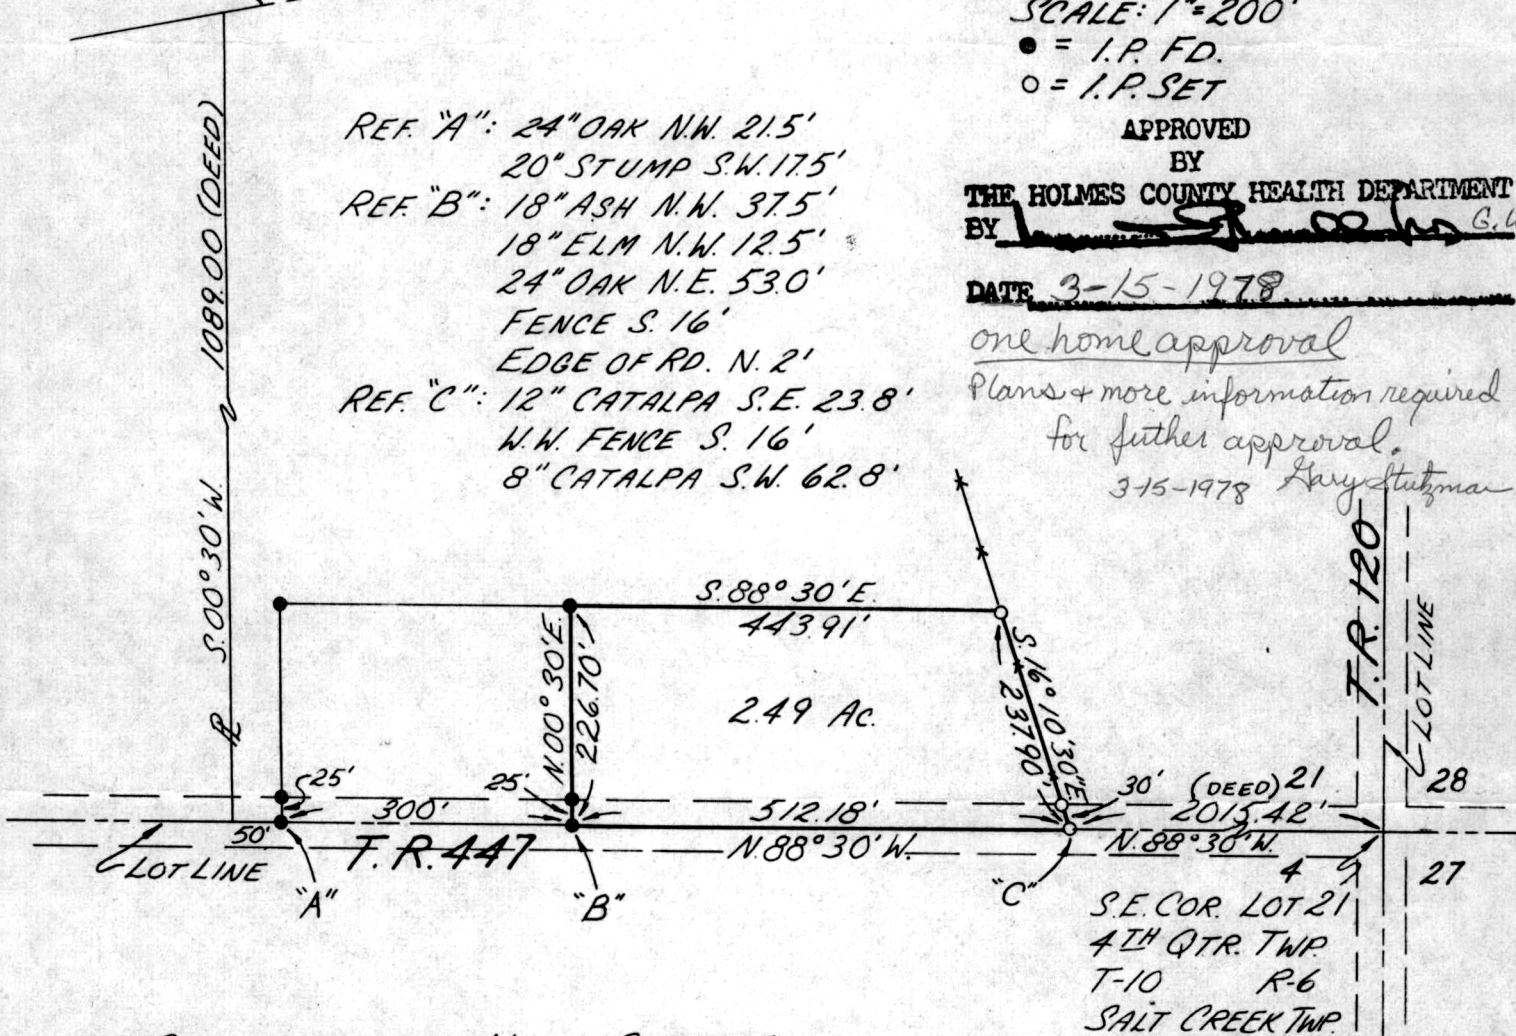 SCALE: 1"=200'
● = I.P. FD.
○ = I.P. SET
APPROVED
BY
THE HOLMES COUNTY HEALTH DEPARTMENT
BY
DATE 3-15-1978
one home approval
Plans + more information required
for futher approval.
3-15-1978 Gary Stutzman
REF. "A": 24" OAK N.W. 21.5'
20" STUMP S.W. 17.5'
REF. "B": 18" ASH N.W. 37.5'
18" ELM N.W. 12.5'
24" OAK N.E. 53.0'
FENCE S. 16'
EDGE OF RD. N. 2'
REF. "C": 12" CATALPA S.E. 23.8'
W.W. FENCE S. 16'
8" CATALPA S.W. 62.8'
S. 00° 30' W. 1089.00 (DEED)
S. 88° 30' E.
443.91'
N. 00° 30' E.
226.70'
2.49 Ac.
S. 16° 10' 30" E.
237.90'
T.R. 120
LOT LINE
25'
300'
25'
512.18'
30'
(DEED) 21
2015.42'
28
50'
T.R. 447
N. 88° 30' W.
N. 88° 30' W.
LOT LINE
"A"
"B"
"C"
4
27
S.E. COR. LOT 21
4TH QTR. TWP.
T-10 R-6
SALT CREEK TWP.